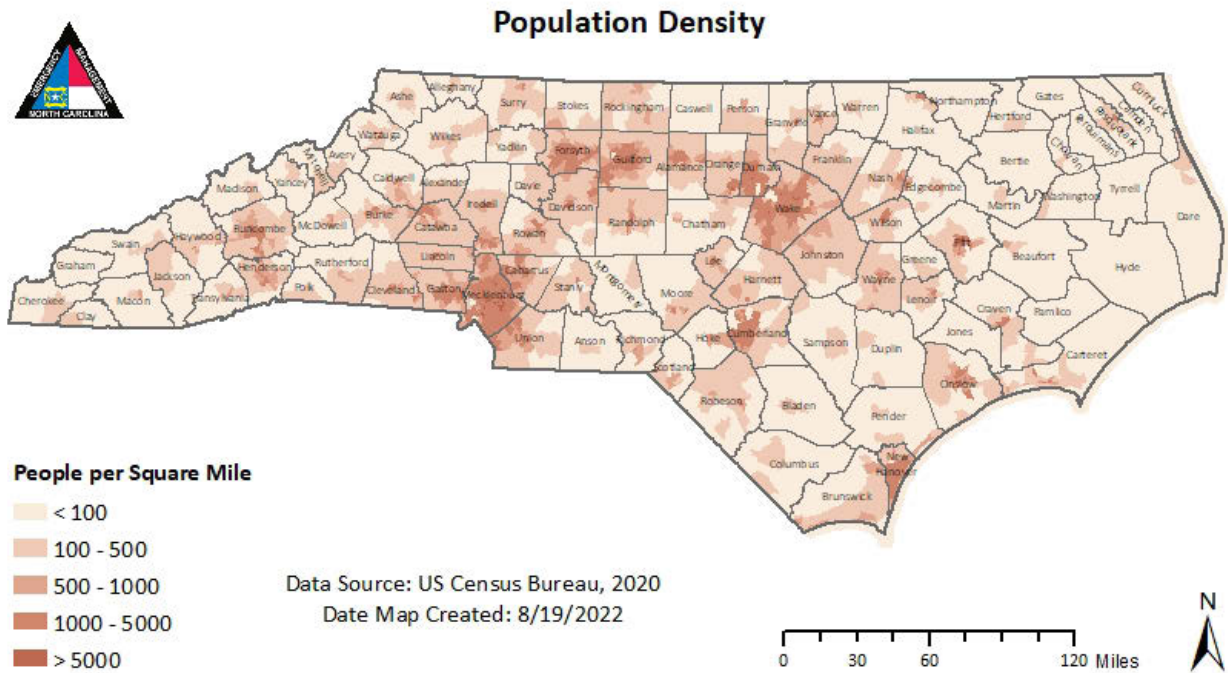 Population Density
EMERGENCY
MANAGEMENT
NC
NORTH CAROLINA
Ashe
Alleghany
Surry
Stokes
Rockingham
Caswell
Person
Granville
Vance
Warren
Northampton
Gates
Hertford
Currituck
Camden
Pasquotank
Perquimans
Chowan
Halifax
Bertie
Watauga
Wilkes
Yadkin
Forsyth
Guilford
Alamance
Orange
Durham
Franklin
Nash
Edgecombe
Martin
Washington
Tyrrell
Dare
Mitchell
Avery
Madison
Yancey
Caldwell
Alexander
Davie
Iredell
Davidson
Randolph
Chatham
Wake
Wilson
Pitt
Beaufort
Hyde
Swain
Haywood
Buncombe
McDowell
Burke
Catawba
Rowan
Johnston
Greene
Graham
Jackson
Henderson
Rutherford
Lincoln
Cabarrus
Montgomery
Lee
Harnett
Wayne
Lenoir
Craven
Pamlico
Cherokee
Clay
Macon
Transylvania
Polk
Cleveland
Gaston
Mecklenburg
Stanly
Moore
Cumberland
Sampson
Duplin
Jones
Carteret
Union
Anson
Richmond
Hoke
Scotland
Onslow
Robeson
Bladen
Pender
Columbus
New
Hanover
Brunswick
People per Square Mile
< 100
100 - 500
500 - 1000
1000 - 5000
> 5000
Data Source: US Census Bureau, 2020
Date Map Created: 8/19/2022
N
0 30 60 120 Miles